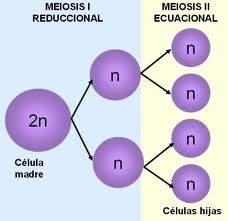 MEIOSIS I
REDUCCIONAL
MEIOSIS II
ECUACIONAL
2n
Célula
madre
n
n
n
n
n
n
Células hijas